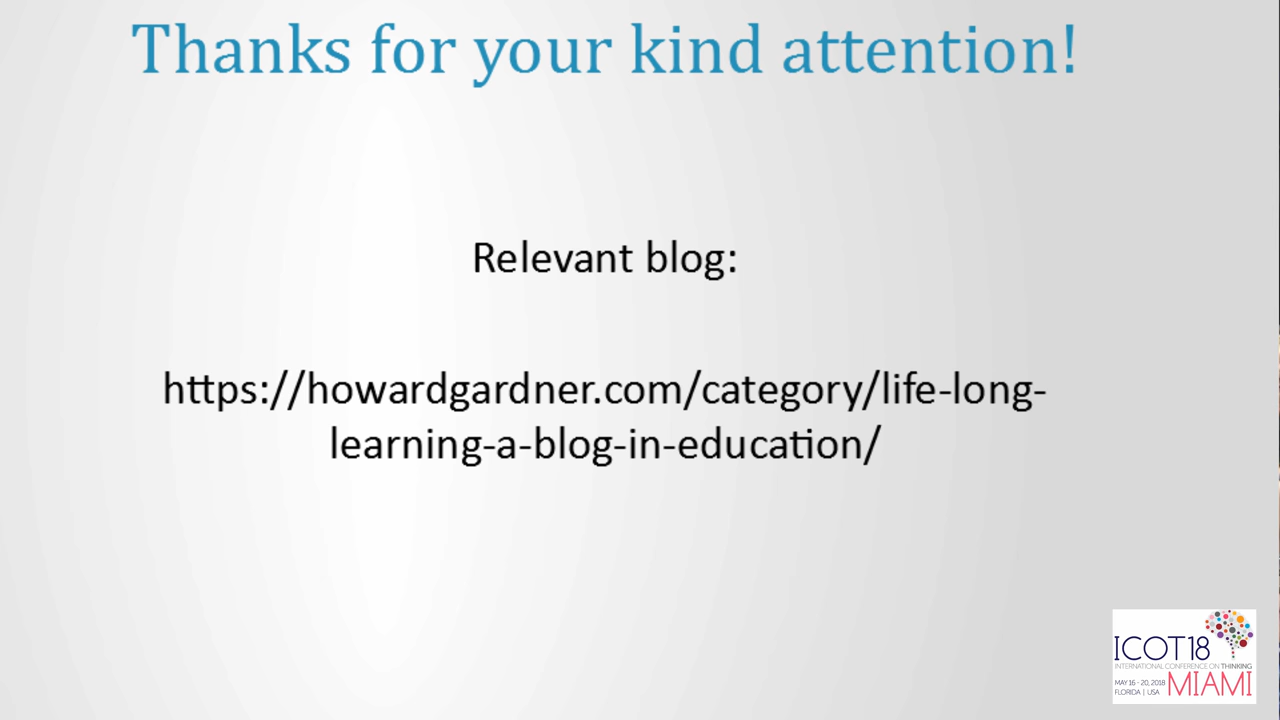 Thanks for your kind attention!
Relevant blog:
https://howardgardner.com/category/life-long-
learning-a-blog-in-education/
ICOT18
INTERNATIONAL CONFERENCE ON THINKING
MAY 16 - 20, 2018
FLORIDA | USA
MIAMI